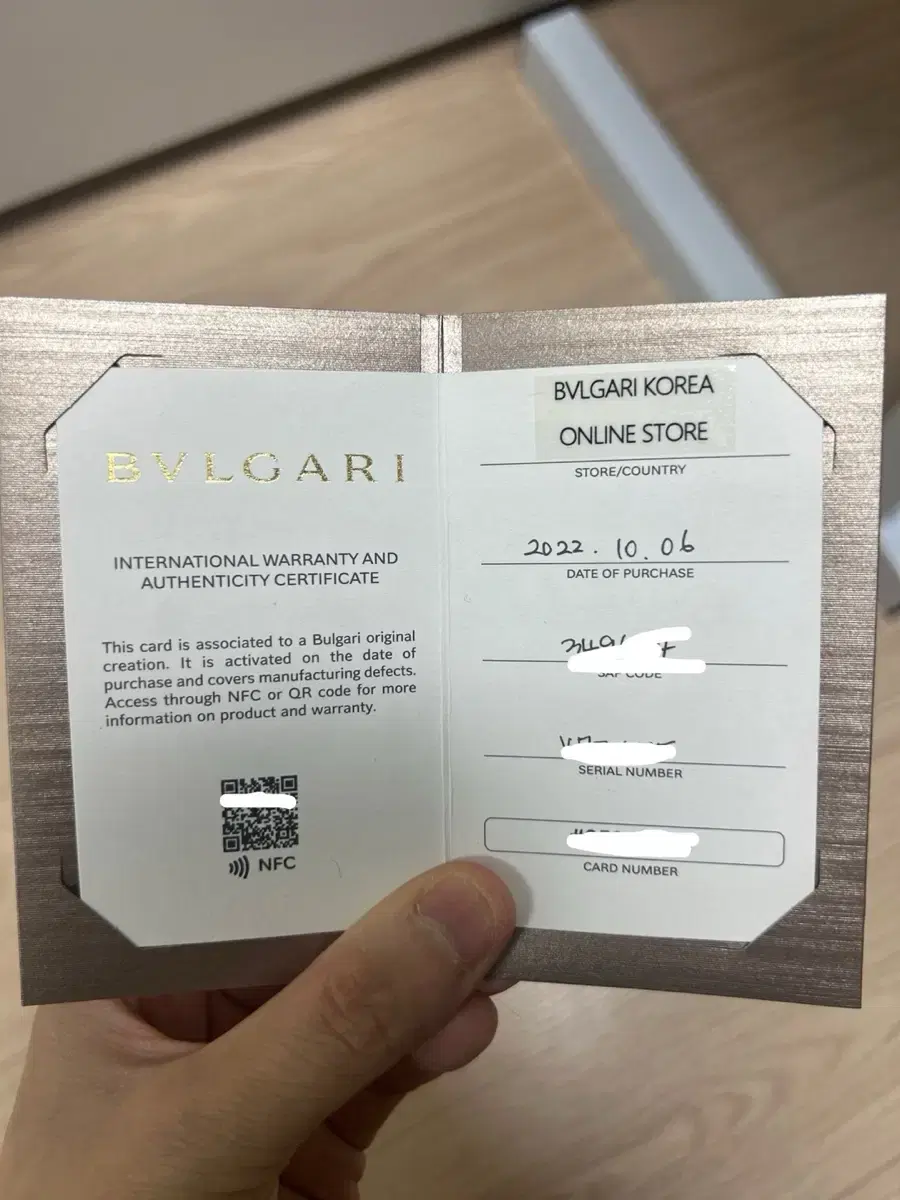 BVLGARI
INTERNATIONAL WARRANTY AND
AUTHENTICITY CERTIFICATE
This card is associated to a Bulgari original
creation. It is activated on the date of
purchase and covers manufacturing defects.
Access through NFC or QR code for more
information on product and warranty.
NFC
BVLGARI KOREA
ONLINE STORE
STORE/COUNTRY
2022. 10. 06
DATE OF PURCHASE
SAP CODE
SERIAL NUMBER
CARD NUMBER